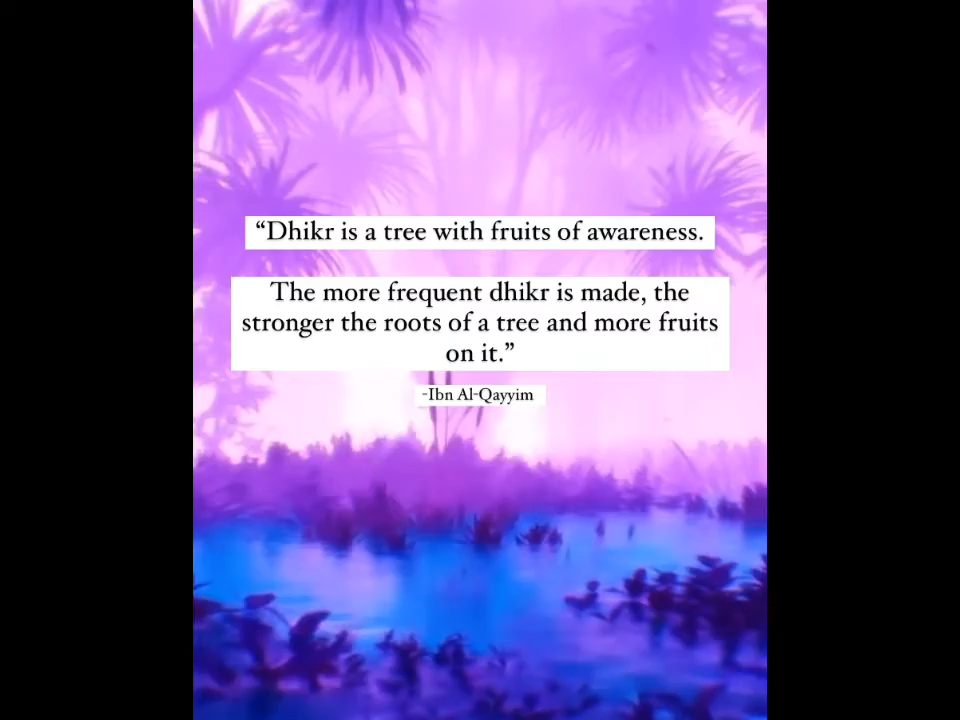 “Dhikr is a tree with fruits of awareness.
The more frequent dhikr is made, the
stronger the roots of a tree and more fruits
on it.”
-Ibn Al-Qayyim